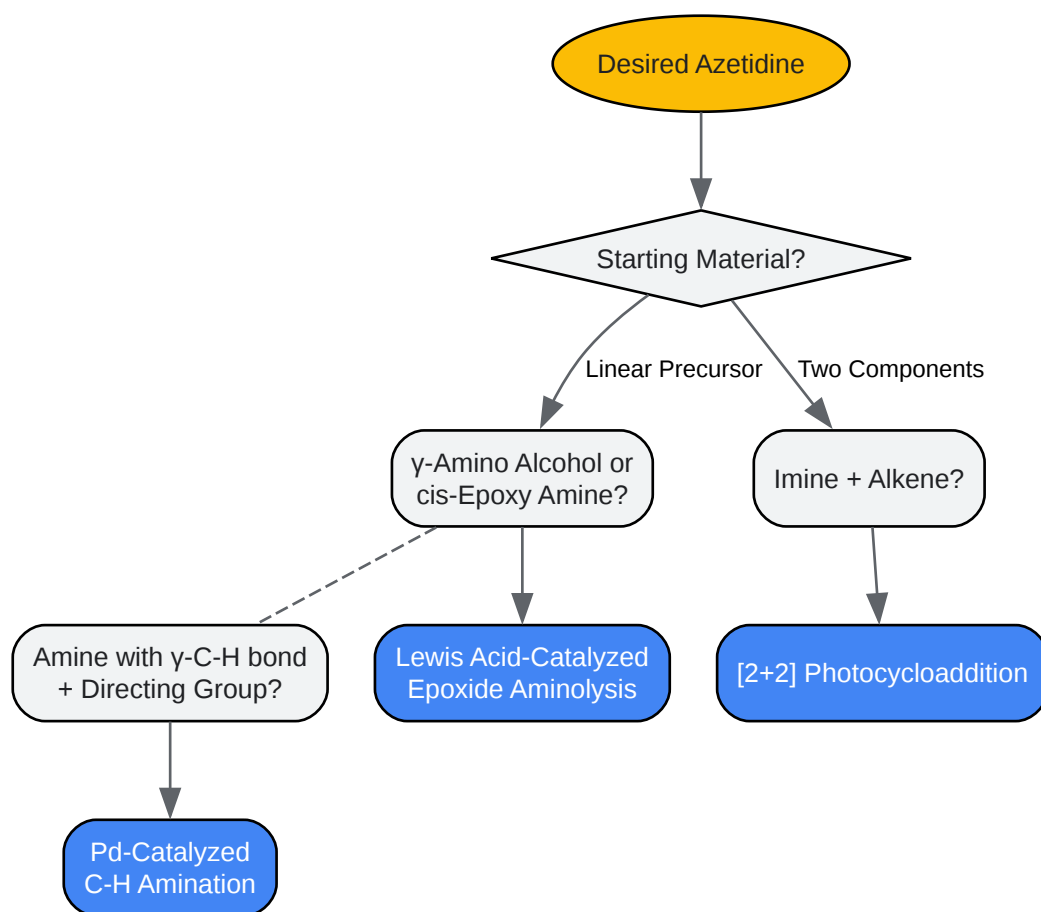 Desired Azetidine
Starting Material?
Linear Precursor
Two Components
γ-Amino Alcohol or
cis-Epoxy Amine?
Imine + Alkene?
Amine with γ-C-H bond
+ Directing Group?
Lewis Acid-Catalyzed
Epoxide Aminolysis
[2+2] Photocycloaddition
Pd-Catalyzed
C-H Amination